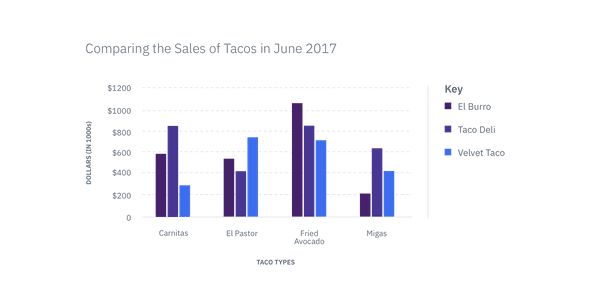 Comparing the Sales of Tacos in June 2017
Key
El Burro
Taco Deli
Velvet Taco
DOLLARS (IN 1000s)
$1200
$1000
$800
$600
$400
$200
0
Carnitas
El Pastor
Fried
Avocado
Migas
TACO TYPES